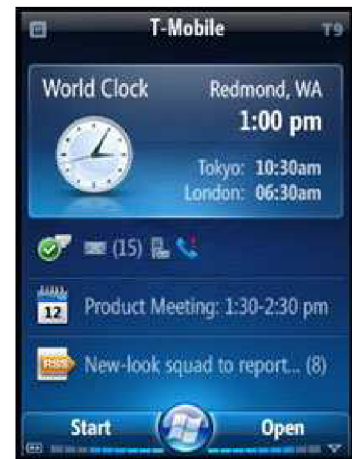 T-Mobile T9
World Clock Redmond, WA
1:00 pm
Tokyo: 10:30am
London: 06:30am
(15)
12 Product Meeting: 1:30-2:30 pm
RSS New-look squad to report... (8)
Start Open